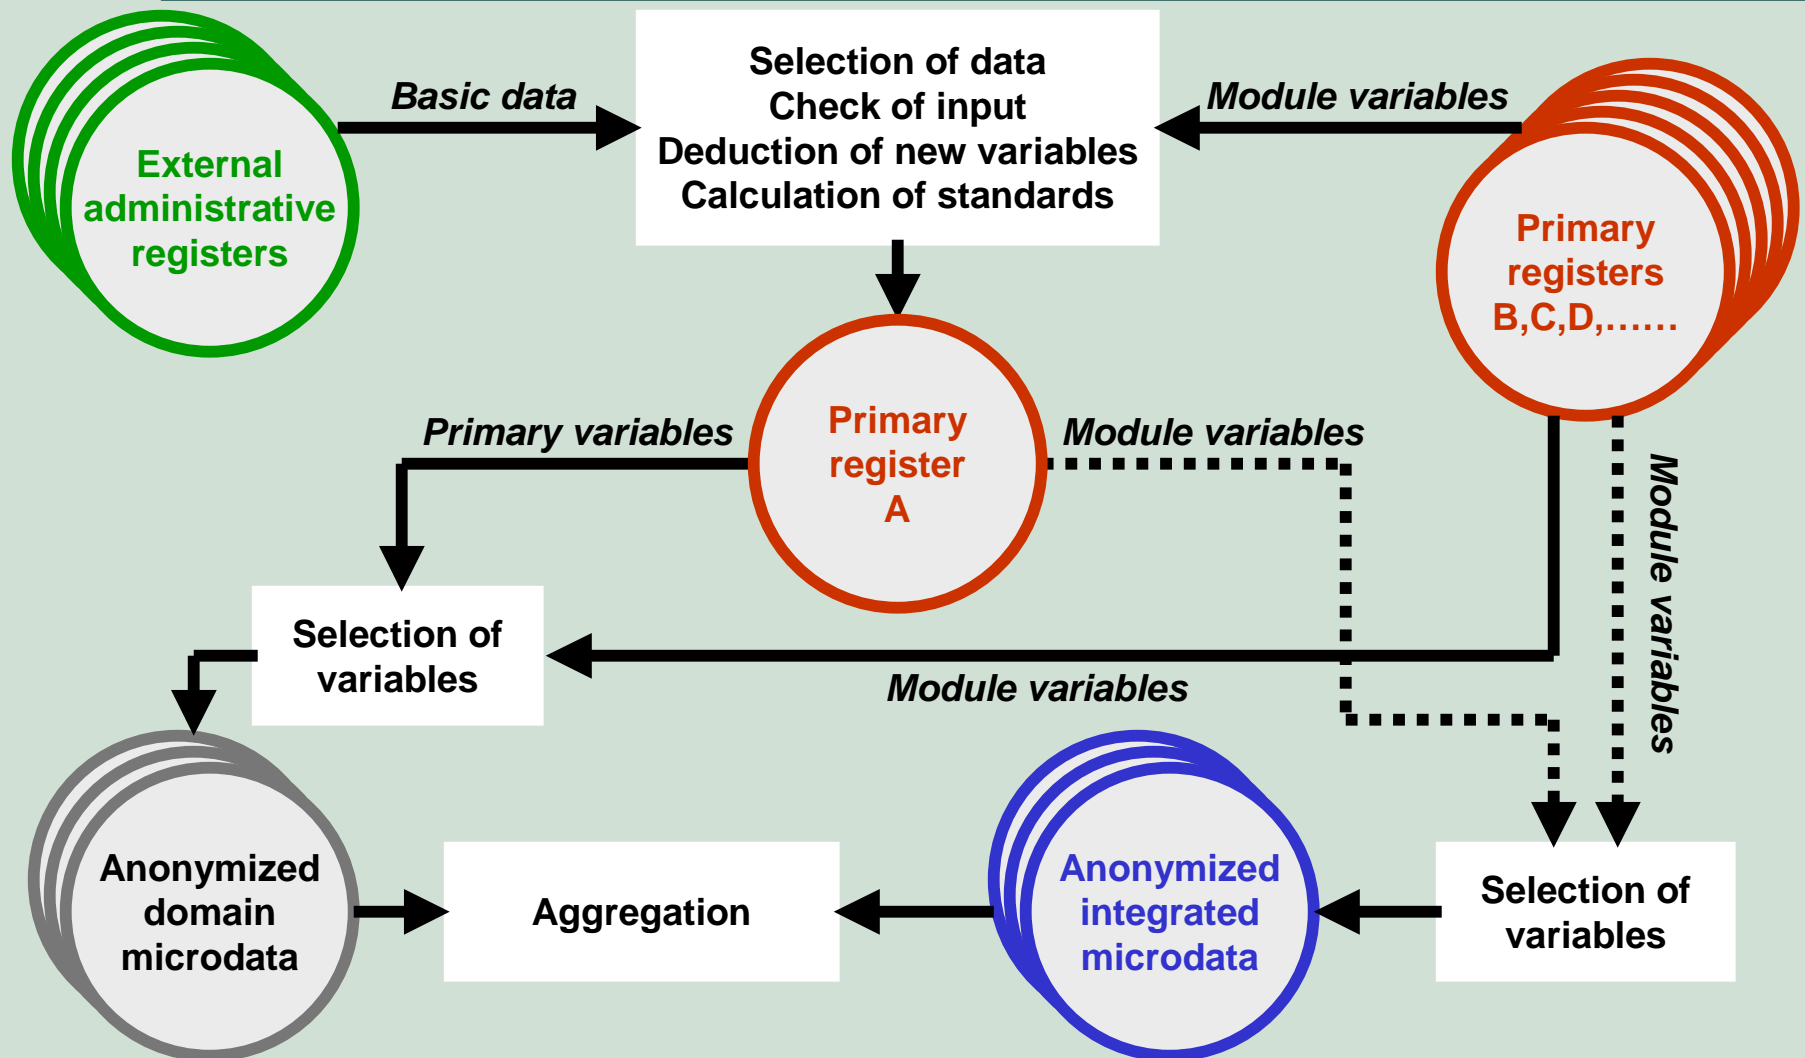 Selection of data
Check of input
Deduction of new variables
Calculation of standards
Basic data
Module variables
External
administrative
registers
Primary
registers
B,C,D,……
Primary variables
Primary
register
A
Module variables
Module variables
Selection of
variables
Module variables
Anonymized
domain
microdata
Aggregation
Anonymized
integrated
microdata
Selection of
variables